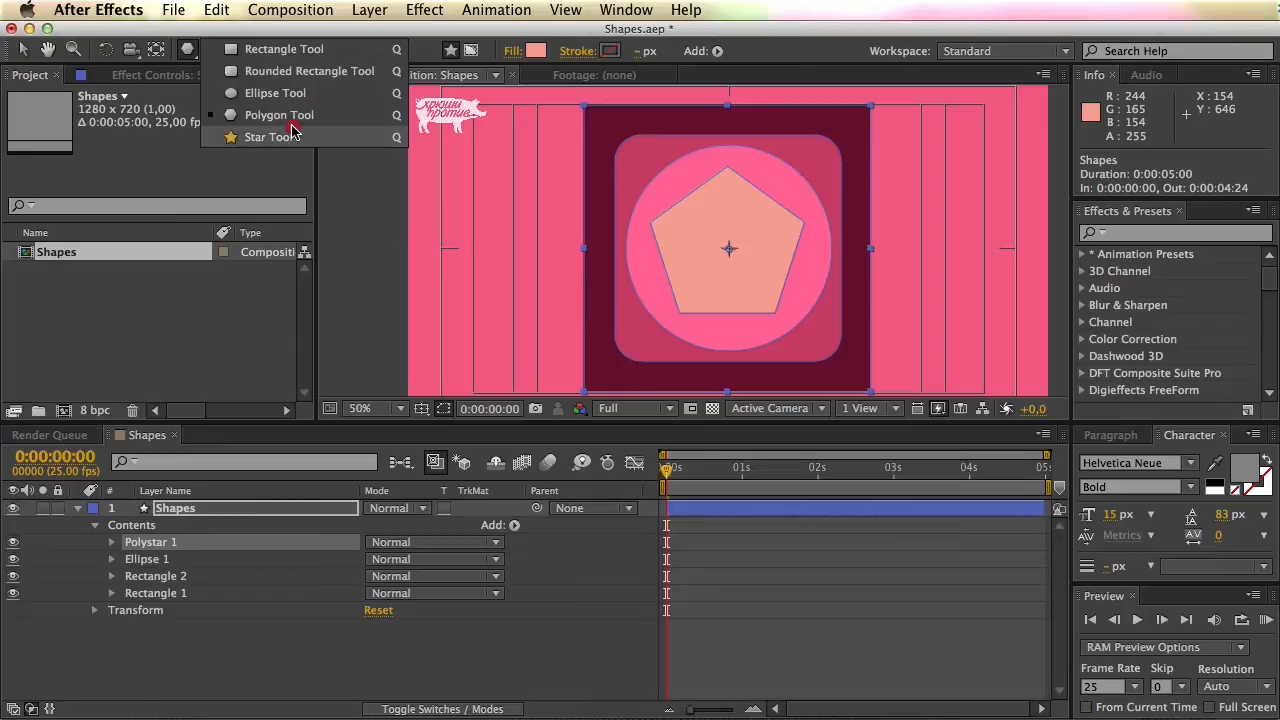 After Effects File Edit Composition Layer Effect Animation View Window Help
Shapes.aep *
Fill: Stroke: - px Add: Workspace: Standard Search Help
Rectangle Tool Q
Rounded Rectangle Tool Q
Ellipse Tool Q
Polygon Tool Q
Star Tool Q
Project Effect Controls: S
ition: Shapes Footage: (none)
Info Audio
Shapes
1280 x 720 (1,00)
Δ 0:00:05:00, 25,00 fp
хрюши
против
R : 244
G : 165
B : 154
A : 255
X : 154
Y : 646
Shapes
Duration: 0:00:05:00
In: 0:00:00:00, Out: 0:00:04:24
Effects & Presets
Name Type
Shapes Compositi
* Animation Presets
3D Channel
Audio
Blur & Sharpen
Channel
Color Correction
Dashwood 3D
DFT Composite Suite Pro
Digieffects FreeForm
8 bpc
50% 0:00:00:00 Full Active Camera 1 View +0,0
Render Queue Shapes
0:00:00:00
00000 (25.00 fps)
00s 01s 02s 03s 04s 05s
# Layer Name Mode T TrkMat Parent
1 Shapes Normal None
Contents Add:
Polystar 1 Normal
Ellipse 1 Normal
Rectangle 2 Normal
Rectangle 1 Normal
Transform Reset
Toggle Switches / Modes
Paragraph Character
Helvetica Neue
Bold
15 px 83 px
Metrics 0
- px
Preview
RAM Preview Options
Frame Rate Skip Resolution
25 0 Auto
From Current Time Full Screen